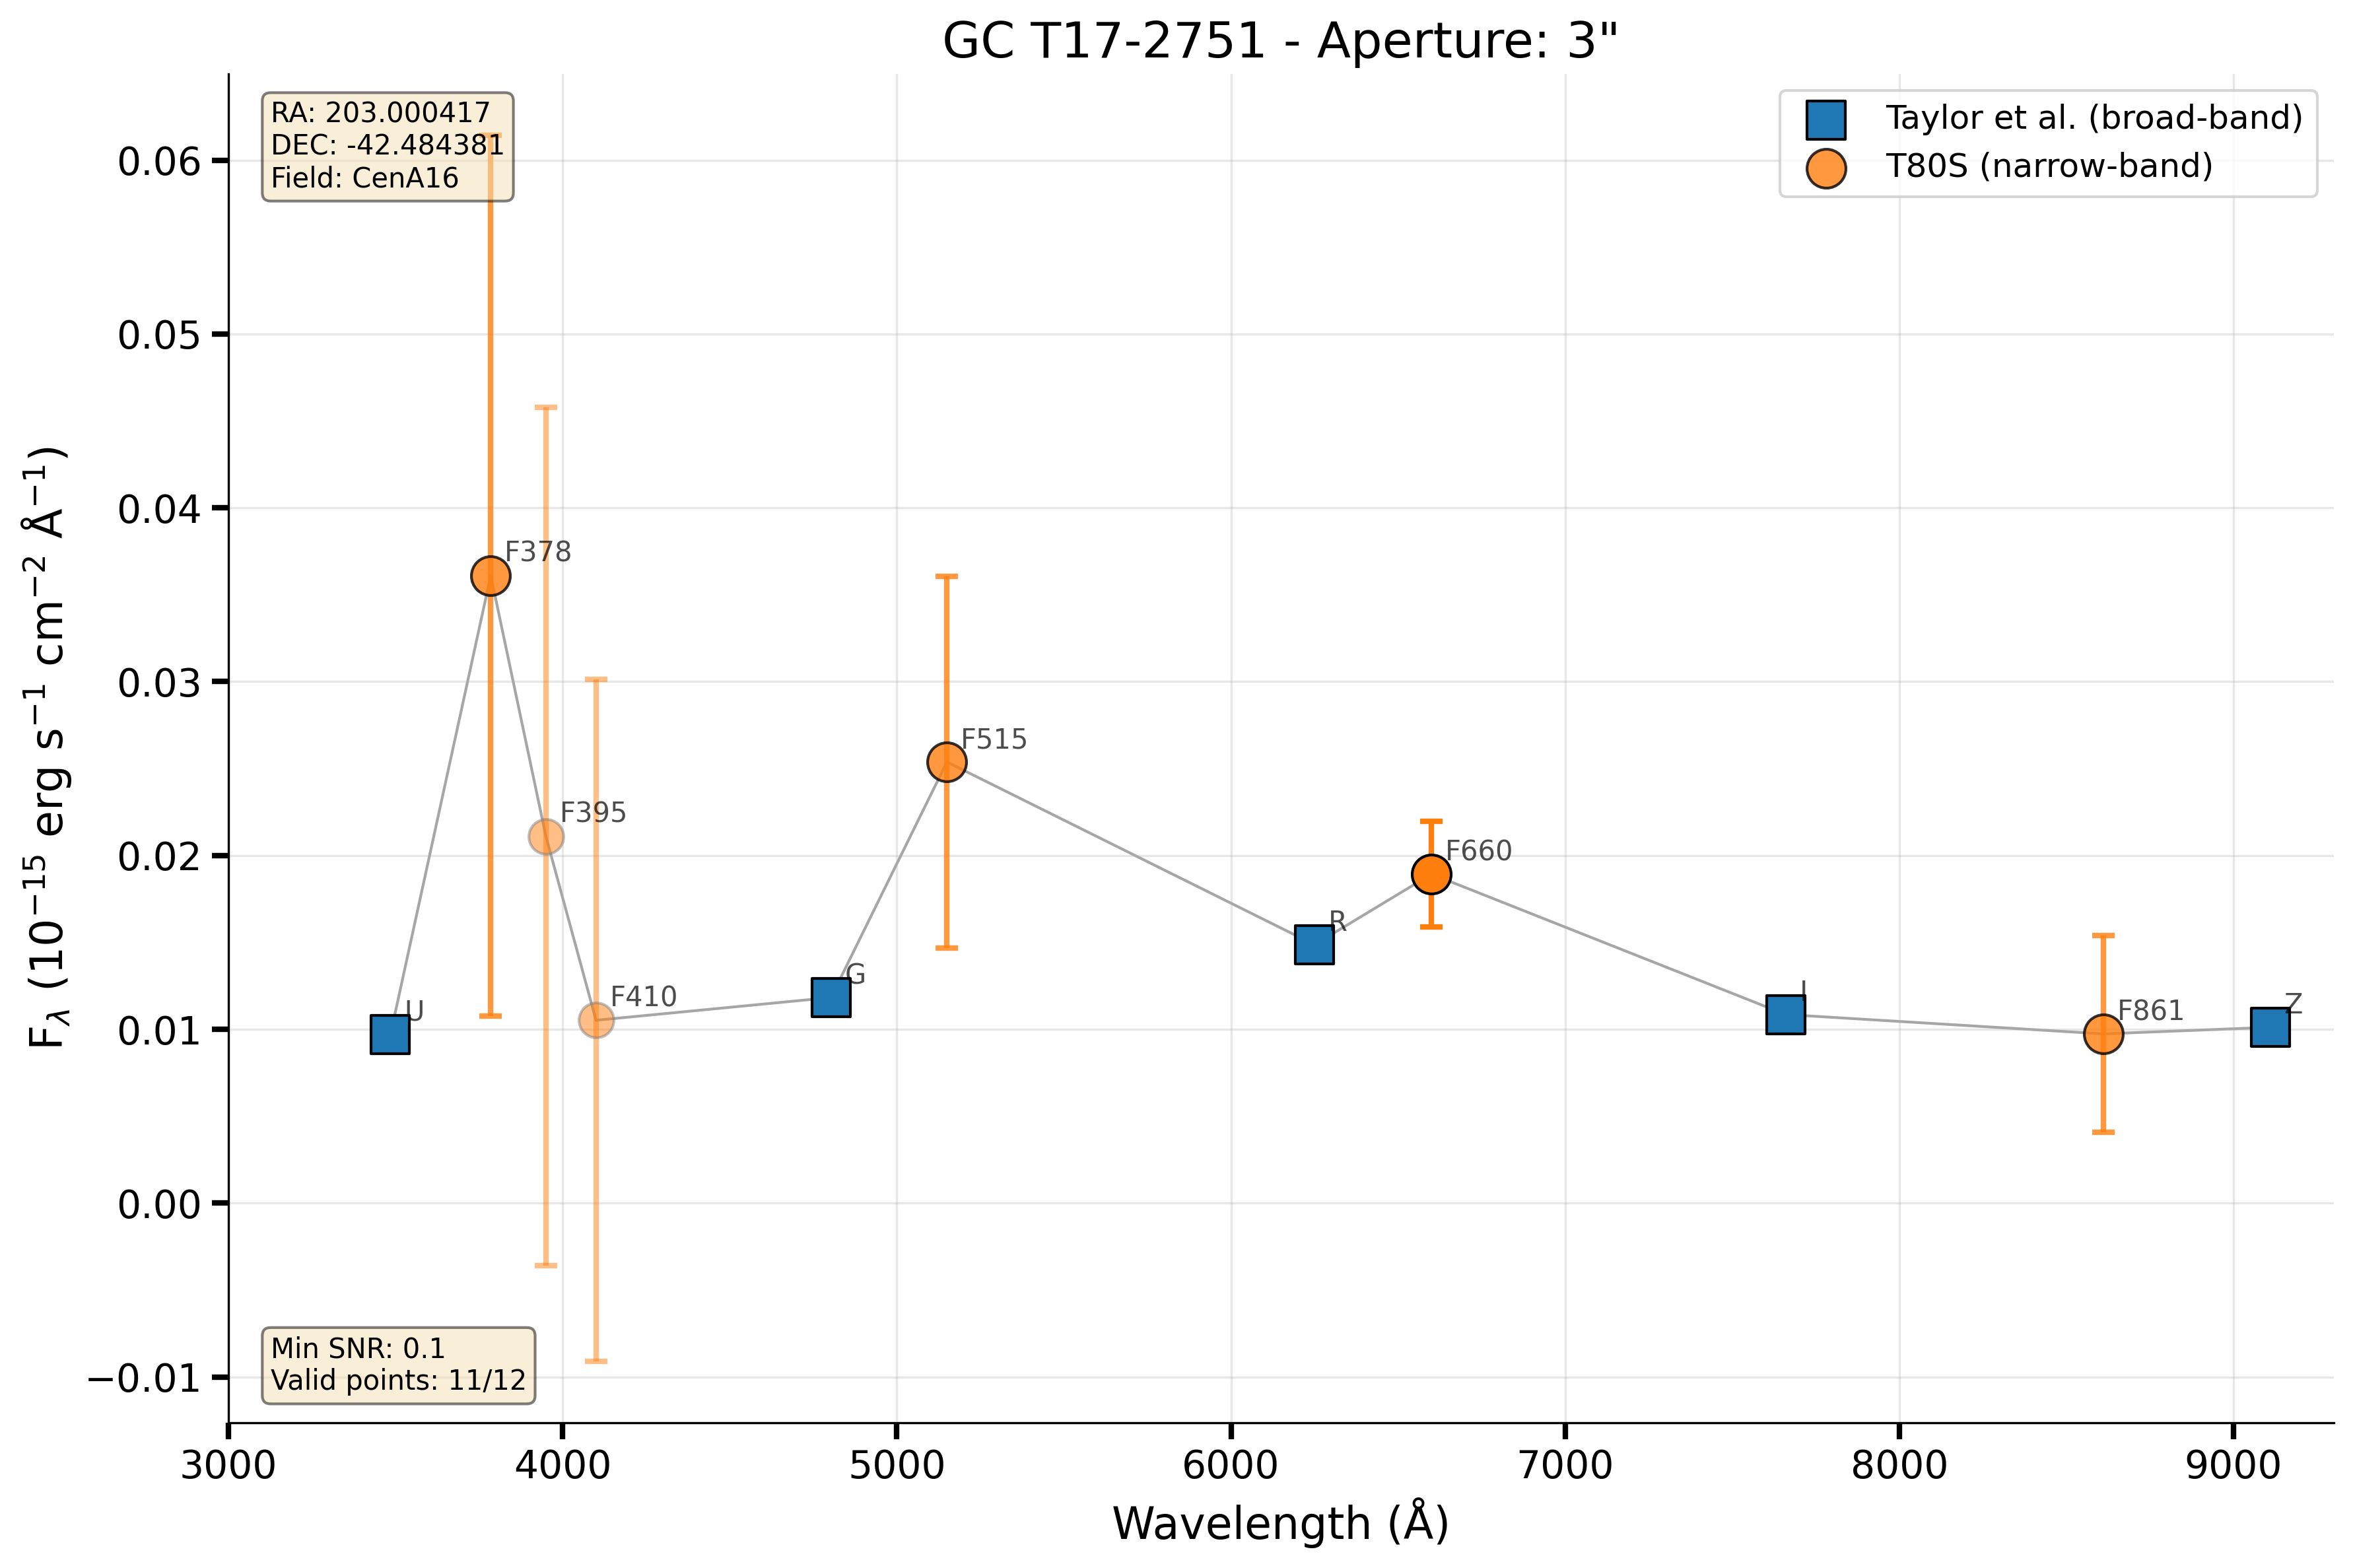 GC T17-2751 - Aperture: 3"
RA: 203.000417
DEC: -42.484381
Field: CenA16
Taylor et al. (broad-band)
T80S (narrow-band)
0.06
0.05
0.04
0.03
0.02
0.01
0.00
−0.01
F_λ (10⁻¹⁵ erg s⁻¹ cm⁻² Å⁻¹)
U
F378
F395
F410
G
F515
R
F660
I
F861
Z
Min SNR: 0.1
Valid points: 11/12
3000 4000 5000 6000 7000 8000 9000
Wavelength (Å)